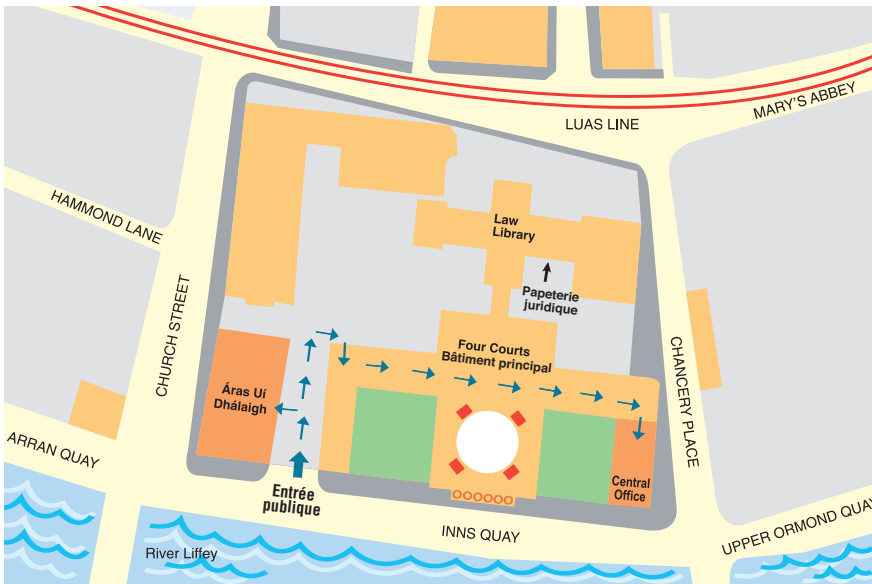 LUAS LINE
MARY'S ABBEY
HAMMOND LANE
Law
Library
Papeterie
juridique
CHURCH STREET
Four Courts
Bâtiment principal
CHANCERY PLACE
Áras Uí
Dhálaigh
ARRAN QUAY
Entrée
publique
Central
Office
INNS QUAY
UPPER ORMOND QUAY
River Liffey